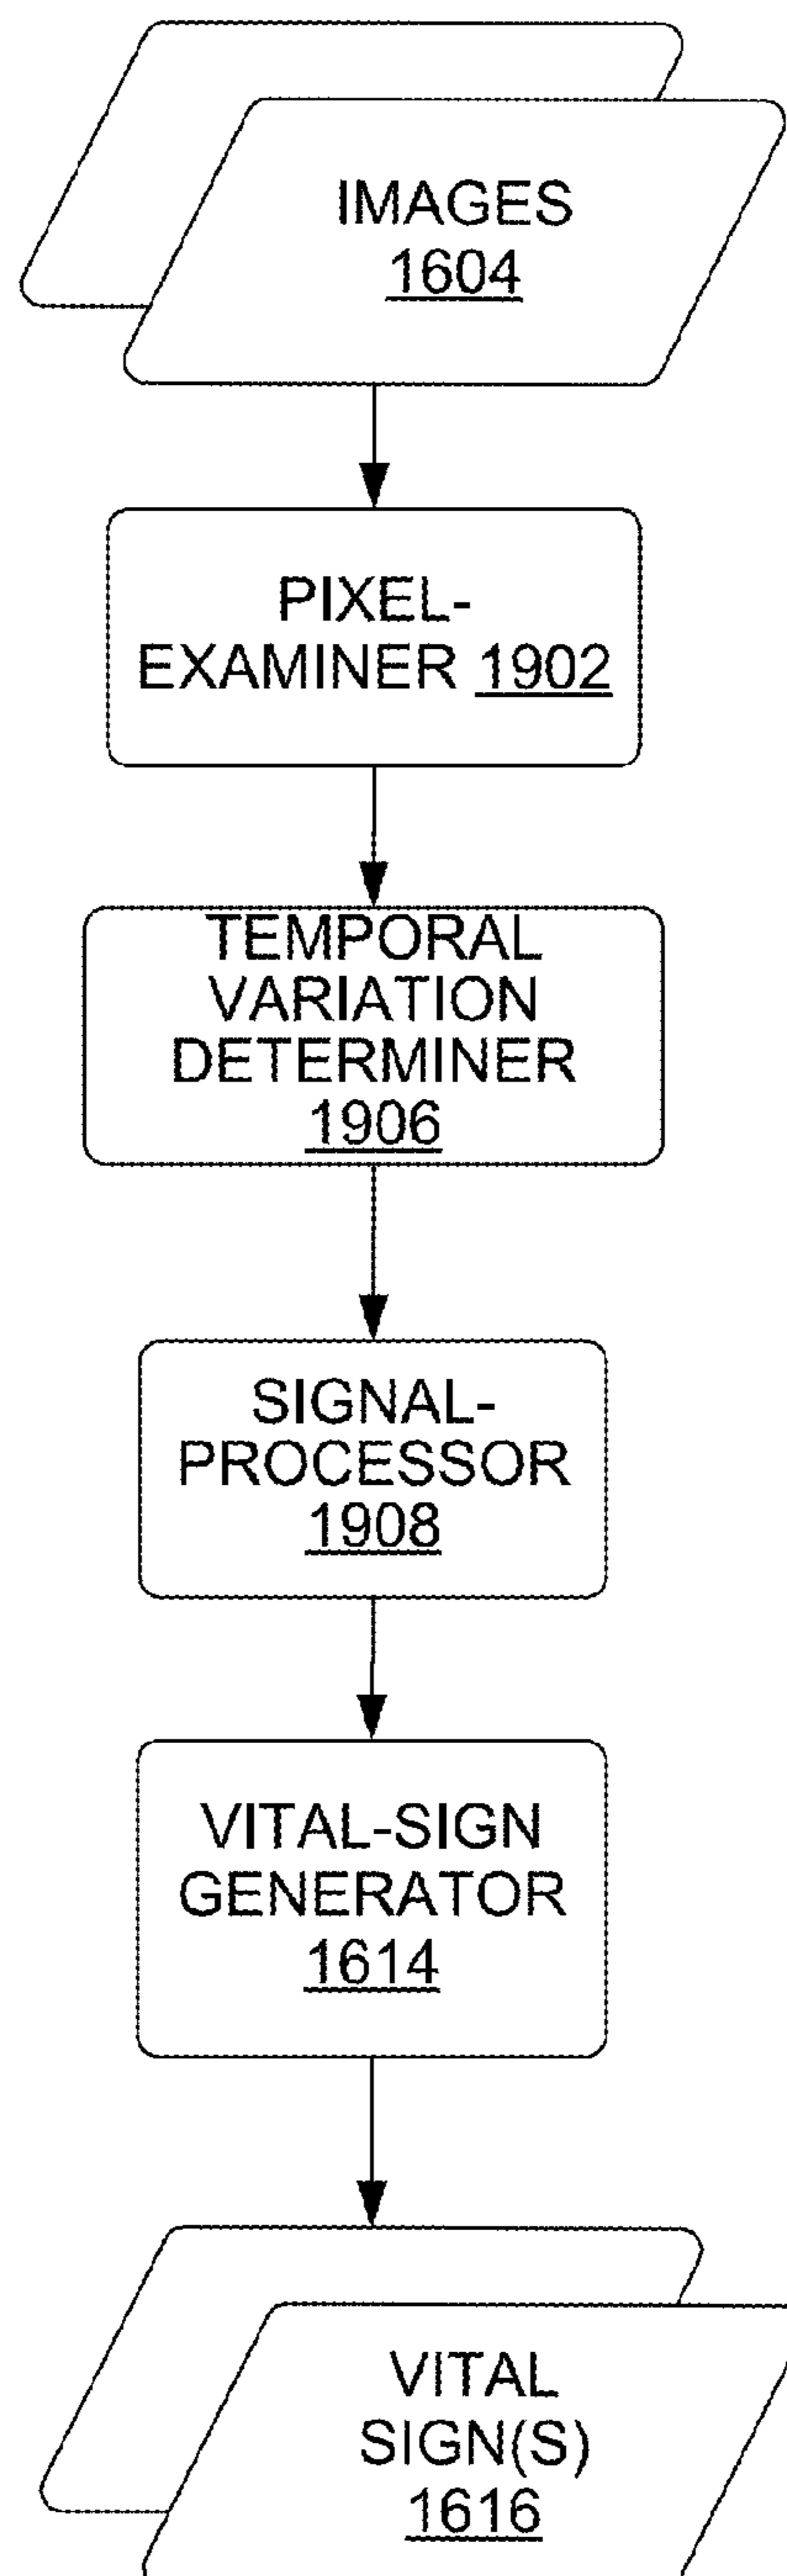 IMAGES
1604
PIXEL-
EXAMINER 1902
TEMPORAL
VARIATION
DETERMINER
1906
SIGNAL-
PROCESSOR
1908
VITAL-SIGN
GENERATOR
1614
VITAL
SIGN(S)
1616